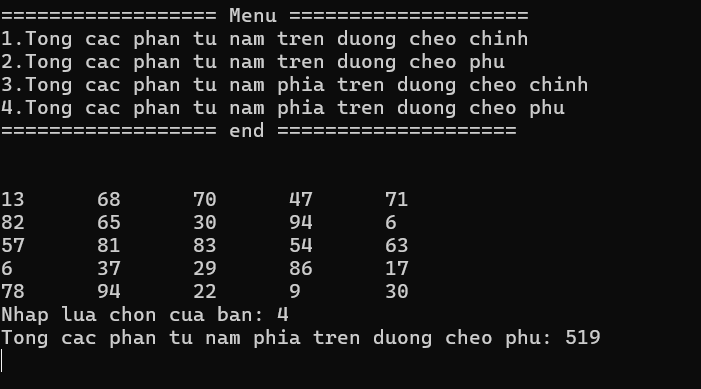 ================== Menu ====================
1.Tong cac phan tu nam tren duong cheo chinh
2.Tong cac phan tu nam tren duong cheo phu
3.Tong cac phan tu nam phia tren duong cheo chinh
4.Tong cac phan tu nam phia tren duong cheo phu
================== end ====================
13 68 70 47 71
82 65 30 94 6
57 81 83 54 63
6 37 29 86 17
78 94 22 9 30
Nhap lua chon cua ban: 4
Tong cac phan tu nam phia tren duong cheo phu: 519